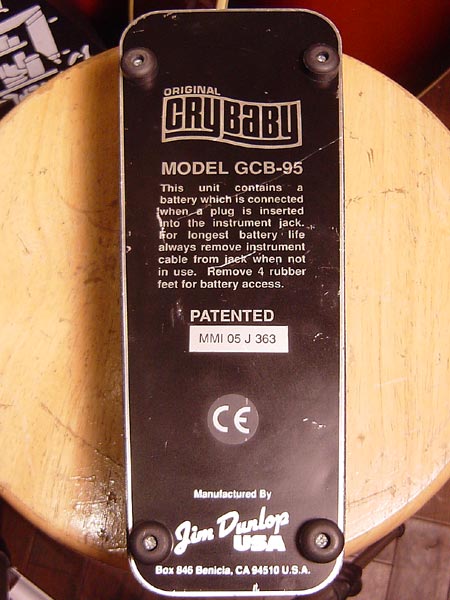 ORIGINAL
CRYBABY
MODEL GCB-95
This unit contains a
battery which is connected
when a plug is inserted
into the instrument jack.
For longest battery life
always remove instrument
cable from jack when not
in use. Remove 4 rubber
feet for battery access.
PATENTED
MMI 05 J 363
CE
Manufactured By
Jim Dunlop
USA
Box 846 Benicia, CA 94510 U.S.A.